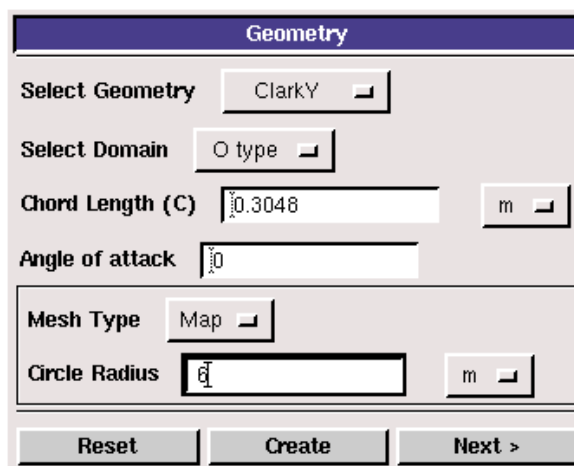 Geometry
Select Geometry ClarkY
Select Domain O type
Chord Length (C) 0.3048 m
Angle of attack 0
Mesh Type Map
Circle Radius 6 m
Reset Create Next >